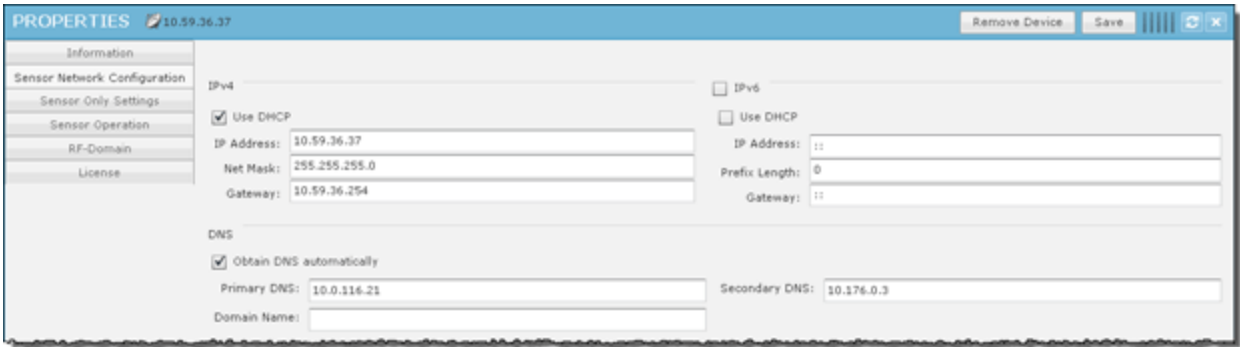 PROPERTIES 10.59.36.37 Remove Device Save
Information
Sensor Network Configuration
Sensor Only Settings
Sensor Operation
RF-Domain
License
IPv4
Use DHCP
IP Address: 10.59.36.37
Net Mask: 255.255.255.0
Gateway: 10.59.36.254
IPv6
Use DHCP
IP Address: ::
Prefix Length: 0
Gateway: ::
DNS
Obtain DNS automatically
Primary DNS: 10.0.116.21 Secondary DNS: 10.176.0.3
Domain Name: